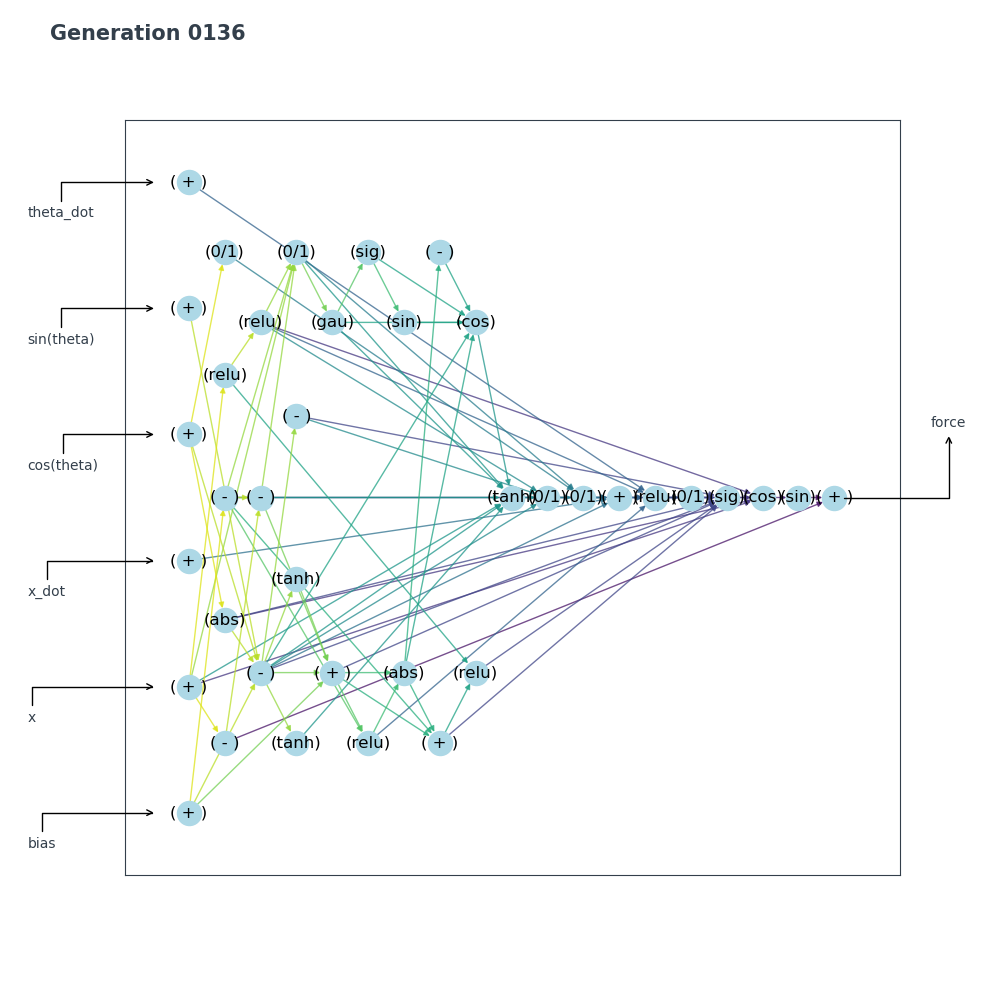 Generation 0136
( + )
theta_dot
(0/1) (0/1) (sig) ( - )
( + )
sin(theta)
(relu) (gau) (sin) (cos)
(relu)
( - )
( + )
cos(theta)
force
( - ) ( - ) (tanh) (0/1) (0/1) ( + ) (relu) (0/1) (sig) (cos) (sin) ( + )
( + )
x_dot
(tanh)
(abs)
( - ) ( + ) (abs) (relu)
( + )
x
( - ) (tanh) (relu) ( + )
( + )
bias